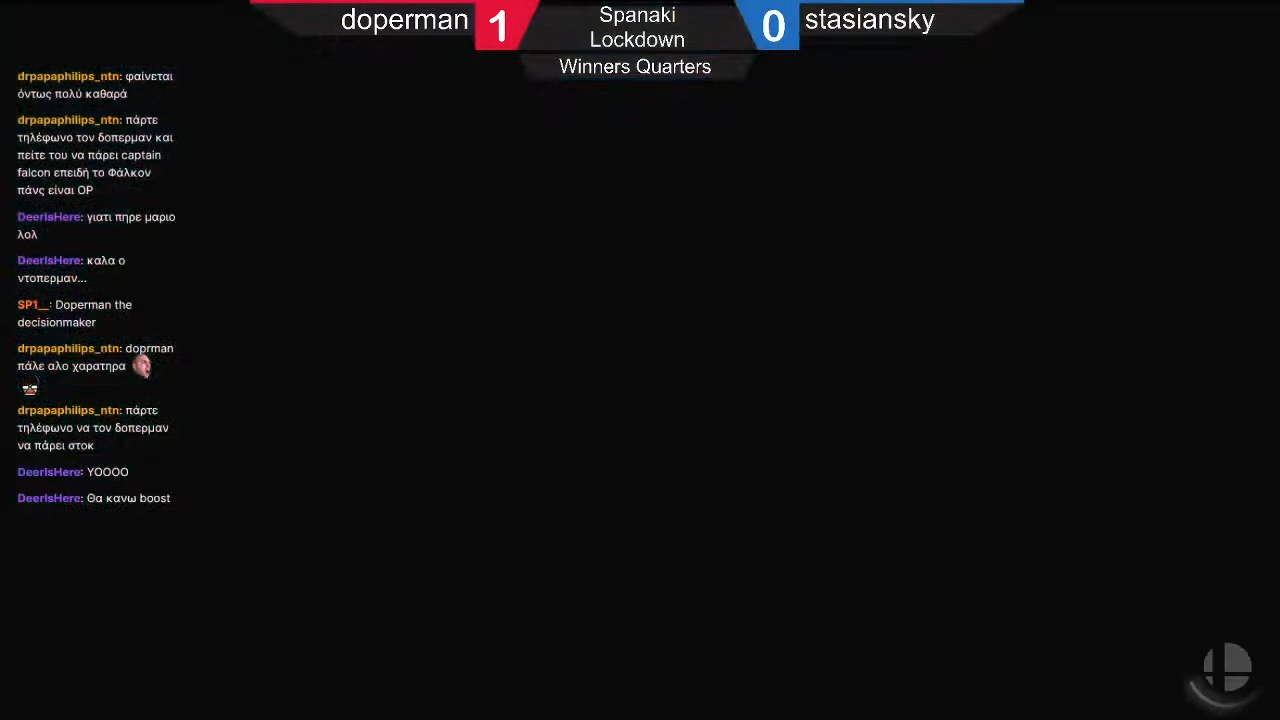 doperman 1 Spanaki 0 stasiansky
Lockdown
Winners Quarters
drpapaphilips_ntn: φαίνεται
όντως πολύ καθαρά
drpapaphilips_ntn: πάρτε
τηλέφωνο τον δοπερμαν και
πείτε του να πάρει captain
falcon επειδή το Φάλκον
πάνς είναι OP
DeerIsHere: γιατι πηρε μαριο
λολ
DeerIsHere: καλα ο
ντοπερμαν...
SP1__: Doperman the
decisionmaker
drpapaphilips_ntn: doprman
πάλε αλο χαρατηρα
drpapaphilips_ntn: πάρτε
τηλέφωνο να τον δοπερμαν
να πάρει στοκ
DeerIsHere: YOOOO
DeerIsHere: Θα κανω boost